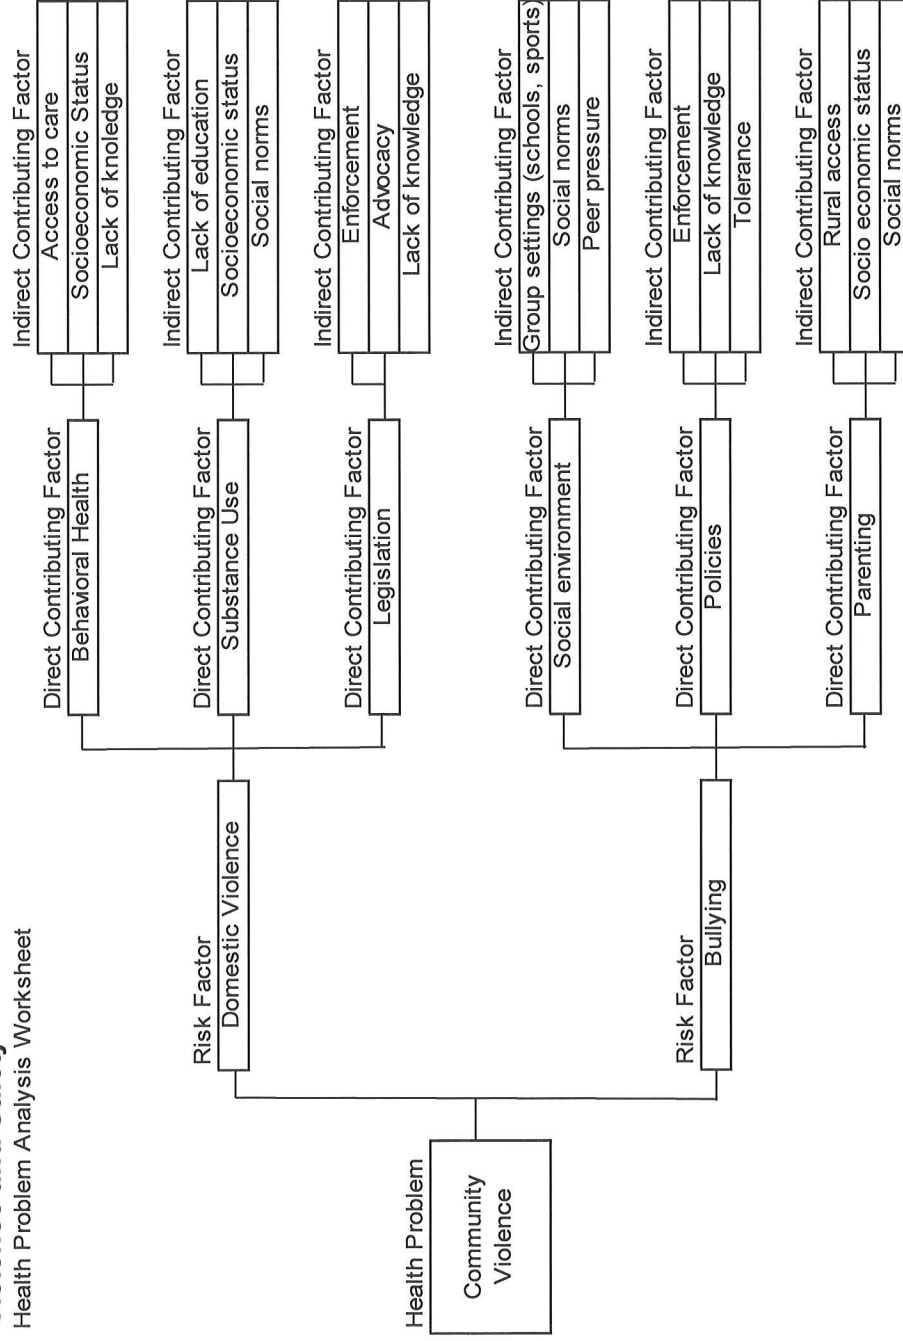 Health Problem Analysis Worksheet
Health Problem
Community
Violence
Risk Factor
Domestic Violence
Direct Contributing Factor
Behavioral Health
Indirect Contributing Factor
Access to care
Socioeconomic Status
Lack of knoledge
Direct Contributing Factor
Substance Use
Indirect Contributing Factor
Lack of education
Socioeconomic status
Social norms
Direct Contributing Factor
Legislation
Indirect Contributing Factor
Enforcement
Advocacy
Lack of knowledge
Risk Factor
Bullying
Direct Contributing Factor
Social environment
Indirect Contributing Factor
Group settings (schools, sports)
Social norms
Peer pressure
Direct Contributing Factor
Policies
Indirect Contributing Factor
Enforcement
Lack of knowledge
Tolerance
Direct Contributing Factor
Parenting
Indirect Contributing Factor
Rural access
Socio economic status
Social norms